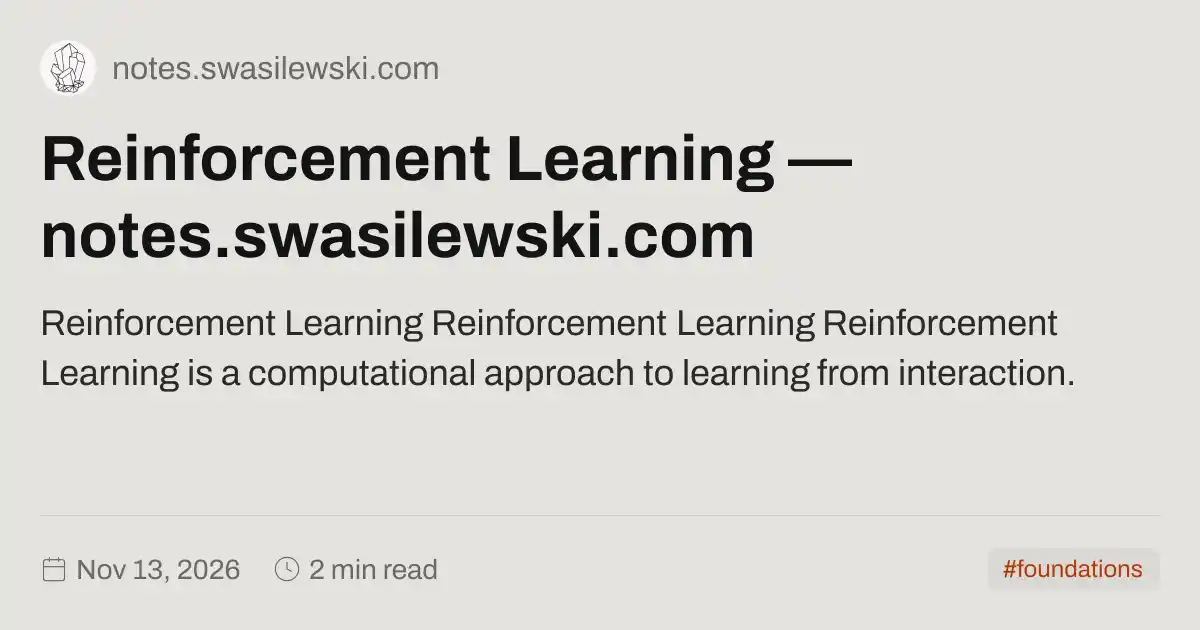 notes.swasilewski.com
Reinforcement Learning —
notes.swasilewski.com
Reinforcement Learning Reinforcement Learning Reinforcement
Learning is a computational approach to learning from interaction.
Nov 13, 2026 2 min read #foundations